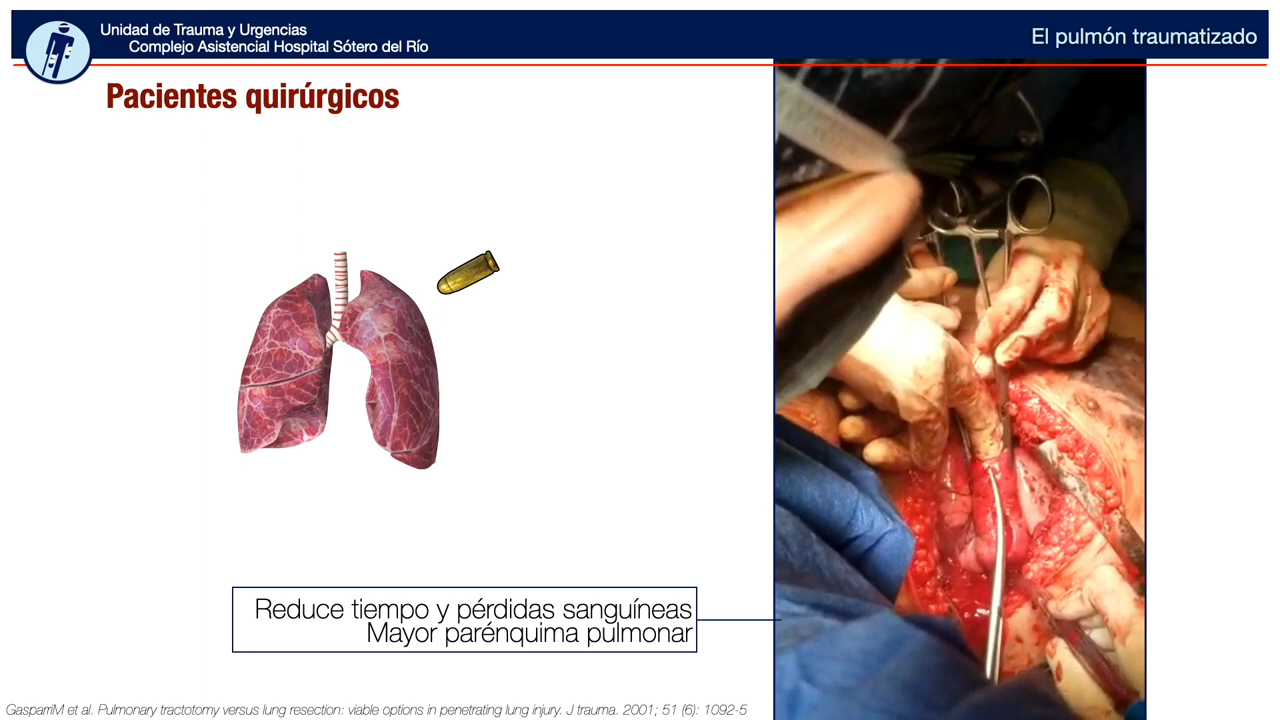 Unidad de Trauma y Urgencias
Complejo Asistencial Hospital Sótero del Río
El pulmón traumatizado
Pacientes quirúrgicos
Reduce tiempo y pérdidas sanguíneas
Mayor parénquima pulmonar
GasparriM et al. Pulmonary tractotomy versus lung resection: viable options in penetrating lung injury. J trauma. 2001; 51 (6): 1092-5